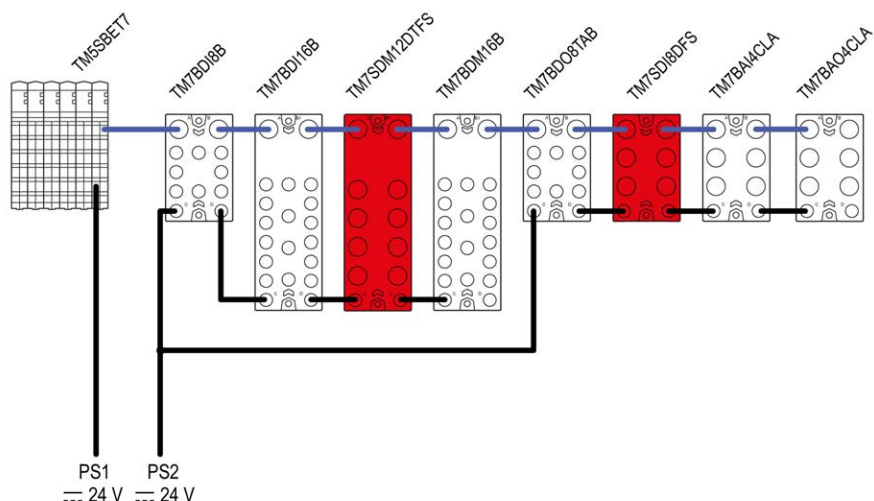 TM5SBET7
TM7BDI8B
TM7BDI16B
TM7SDM12DTFS
TM7BDM16B
TM7BDO8TAB
TM7SDI8DFS
TM7BAI4CLA
TM7BAO4CLA
PS1
24 V
PS2
24 V